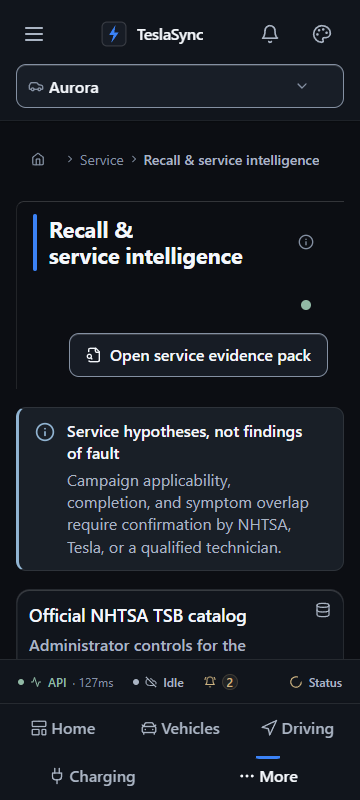 TeslaSync
Aurora
Service
Recall & service intelligence
Recall &
service intelligence
Open service evidence pack
Service hypotheses, not findings
of fault
Campaign applicability,
completion, and symptom overlap
require confirmation by NHTSA,
Tesla, or a qualified technician.
Official NHTSA TSB catalog
Administrator controls for the
API · 127ms
Idle
2
Status
Home
Vehicles
Driving
Charging
More